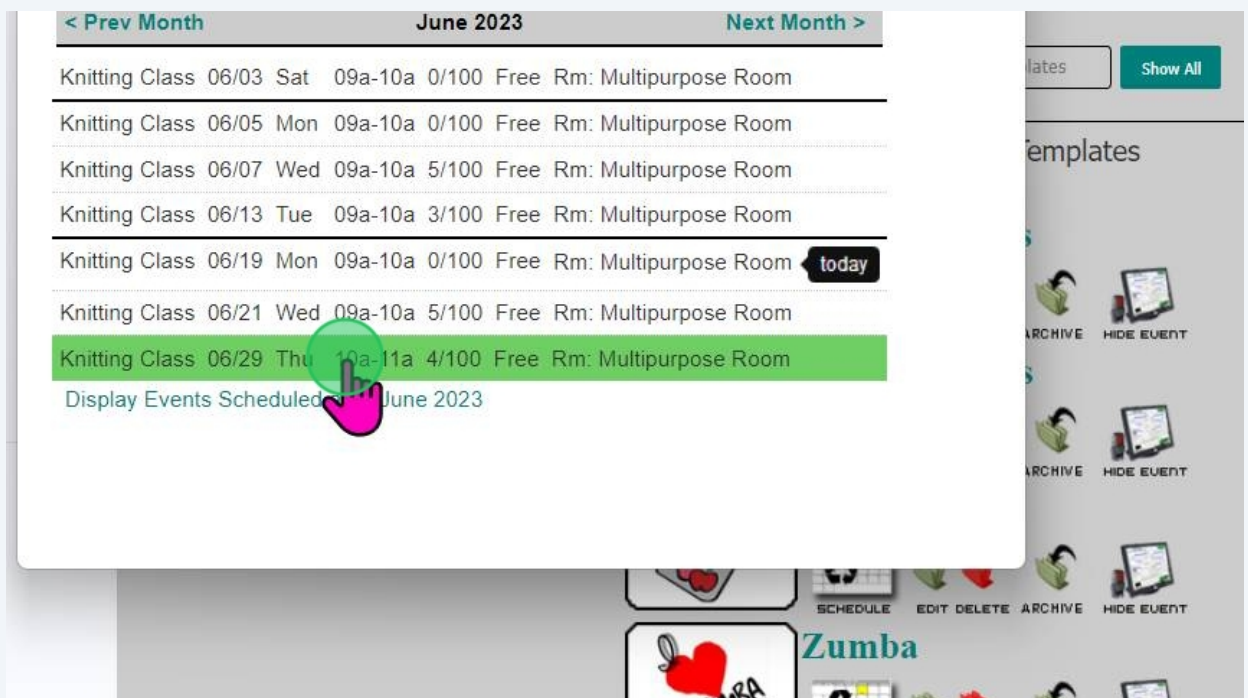 < Prev Month June 2023 Next Month >
Knitting Class 06/03 Sat 09a-10a 0/100 Free Rm: Multipurpose Room
Knitting Class 06/05 Mon 09a-10a 0/100 Free Rm: Multipurpose Room
Knitting Class 06/07 Wed 09a-10a 5/100 Free Rm: Multipurpose Room
Knitting Class 06/13 Tue 09a-10a 3/100 Free Rm: Multipurpose Room
Knitting Class 06/19 Mon 09a-10a 0/100 Free Rm: Multipurpose Room today
Knitting Class 06/21 Wed 09a-10a 5/100 Free Rm: Multipurpose Room
Knitting Class 06/29 Thu 10a-11a 4/100 Free Rm: Multipurpose Room
Display Events Scheduled June 2023
lates Show All
Templates
s
ARCHIVE HIDE EVENT
s
ARCHIVE HIDE EVENT
SCHEDULE EDIT DELETE ARCHIVE HIDE EVENT
Zumba